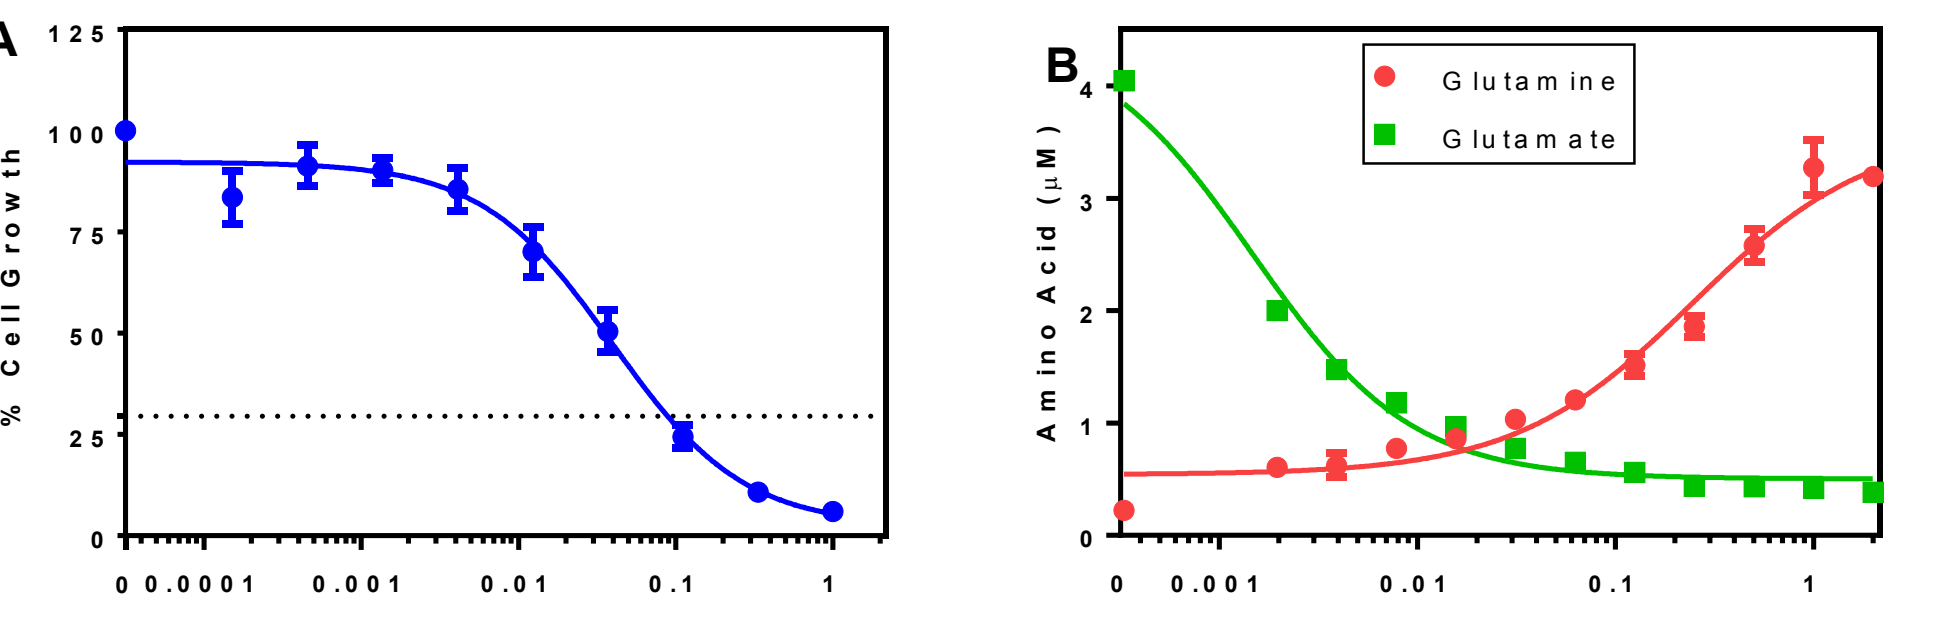 A
% Cell Growth
125
100
75
50
25
0
0 0.0001 0.001 0.01 0.1 1
B
Amino Acid (μM)
4
3
2
1
0
0 0.001 0.01 0.1 1
Glutamine
Glutamate